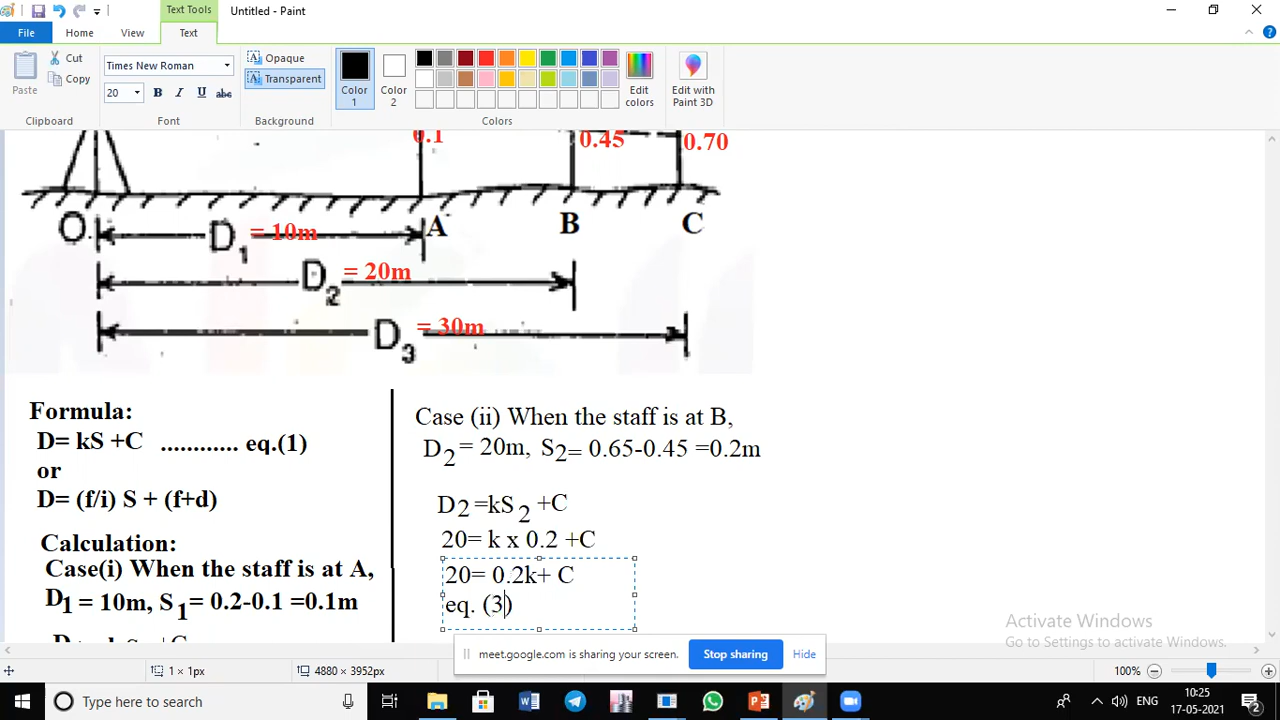 Text Tools
Untitled - Paint
File
Home
View
Text
Paste
Cut
Copy
Clipboard
Times New Roman
20
B I U abc
Font
Opaque
Transparent
Background
Color 1
Color 2
Colors
Edit colors
Edit with Paint 3D
0.1
0.45
0.70
O.
A
B
C
D1 = 10m
D2 = 20m
D3 = 30m
Formula:
D= kS +C ............ eq.(1)
or
D= (f/i) S + (f+d)
Calculation:
Case(i) When the staff is at A,
D1 = 10m, S1= 0.2-0.1 =0.1m
Case (ii) When the staff is at B,
D2 = 20m, S2= 0.65-0.45 =0.2m
D2 =kS2 +C
20= k x 0.2 +C
20= 0.2k+ C
eq. (3)
Activate Windows
Go to Settings to activate Windows.
meet.google.com is sharing your screen.
Stop sharing
Hide
1 × 1px
4880 × 3952px
100%
Type here to search
ENG
10:25
17-05-2021
2